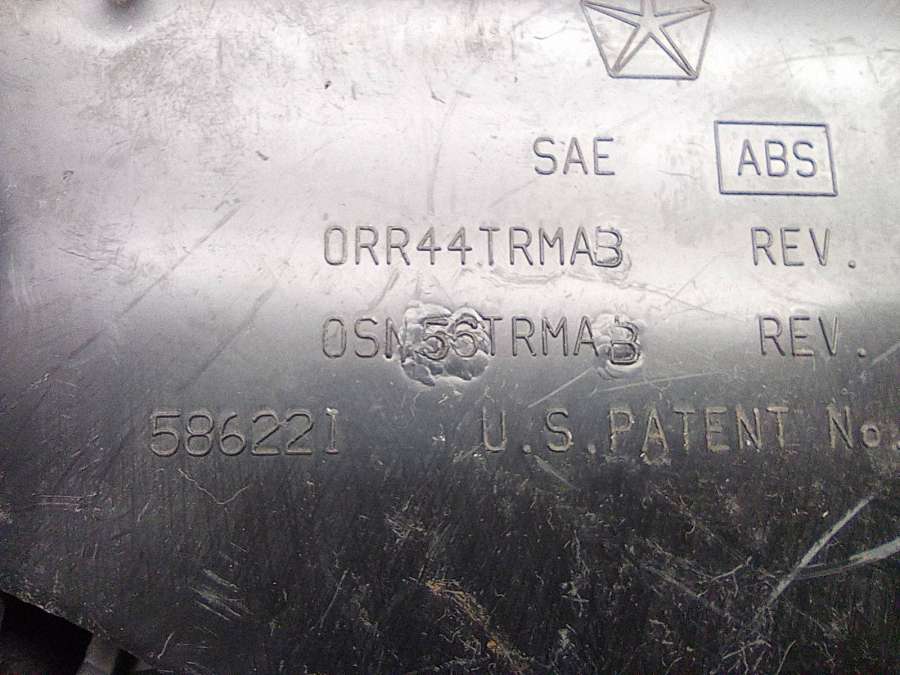 SAE ABS
0RR44TRMAB REV.
0SN56TRMAB REV.
586221 U.S.PATENT No.